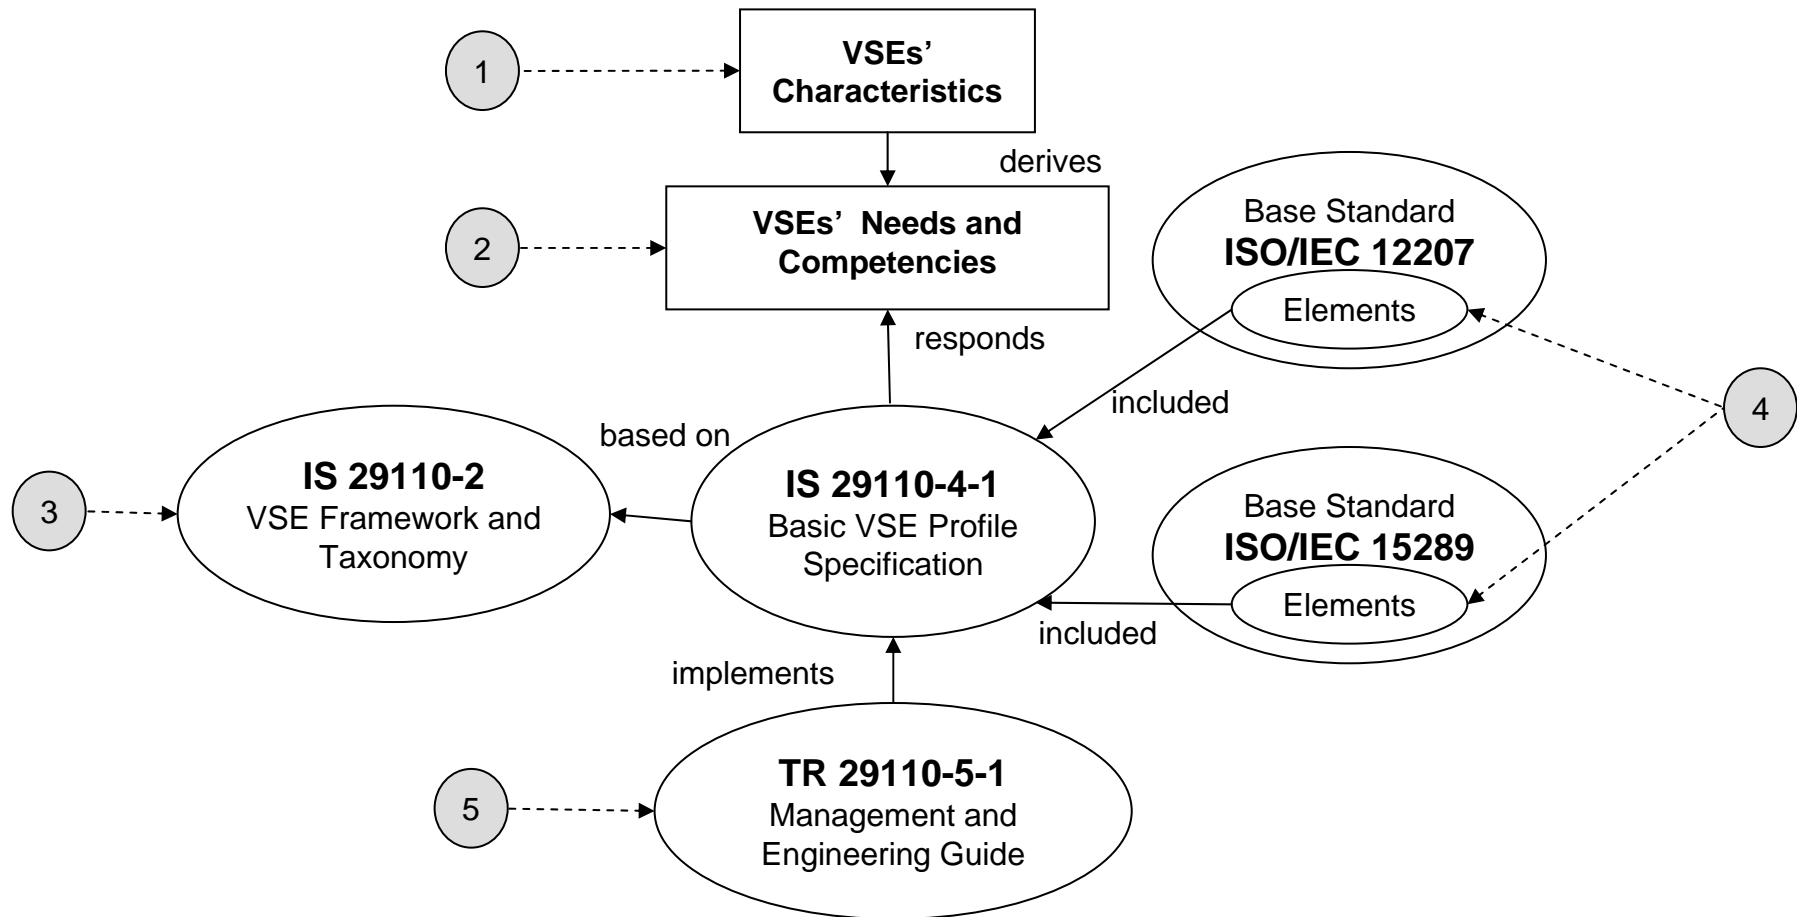 1
VSEs’
Characteristics
derives
2
VSEs’ Needs and
Competencies
Base Standard
ISO/IEC 12207
Elements
responds
included
4
based on
3
IS 29110-2
VSE Framework and
Taxonomy
IS 29110-4-1
Basic VSE Profile
Specification
Base Standard
ISO/IEC 15289
Elements
included
implements
5
TR 29110-5-1
Management and
Engineering Guide